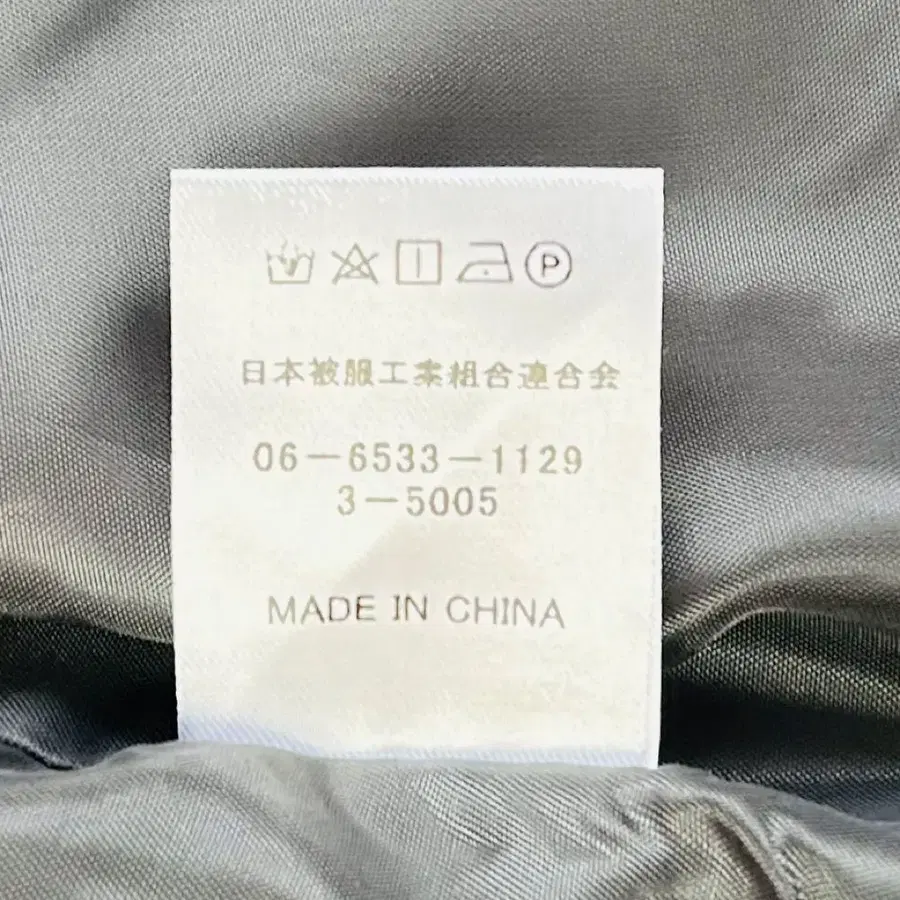 P
日本被服工業組合連合会
06-6533-1129
3-5005
MADE IN CHINA